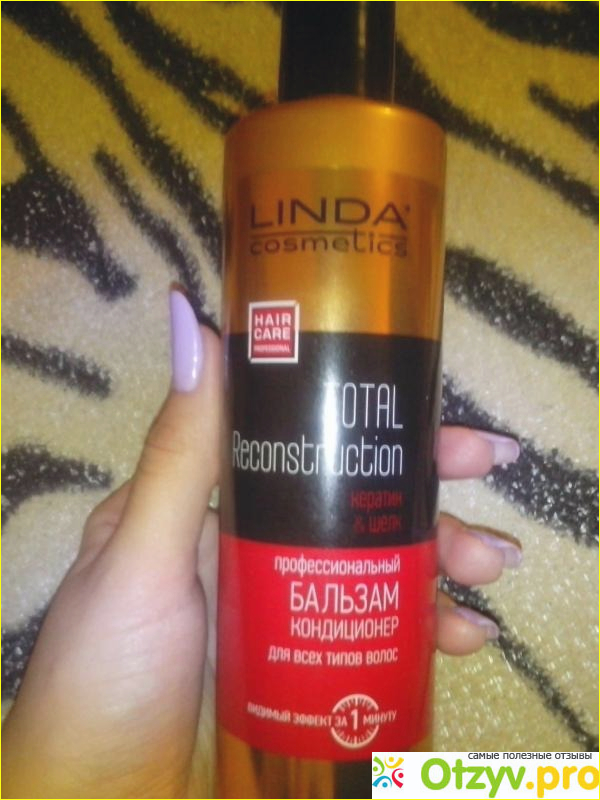 LINDA
cosmetics
HAIR
CARE
PROFESSIONAL
TOTAL
Reconstruction
кератин
& шелк
профессиональный
БАЛЬЗАМ
КОНДИЦИОНЕР
для всех типов волос
ВИДИМЫЙ ЭФФЕКТ ЗА 1 МИНУТУ
самые полезные отзывы
Otzyv.pro